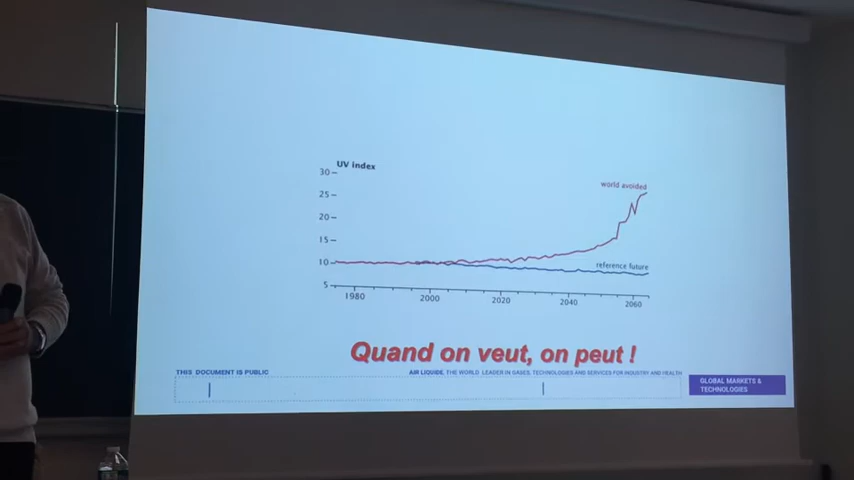 UV index
30
25
20
15
10
5
world avoided
reference future
1980 2000 2020 2040 2060
Quand on veut, on peut !
THIS DOCUMENT IS PUBLIC
AIR LIQUIDE, THE WORLD LEADER IN GASES, TECHNOLOGIES AND SERVICES FOR INDUSTRY AND HEALTH
GLOBAL MARKETS &
TECHNOLOGIES